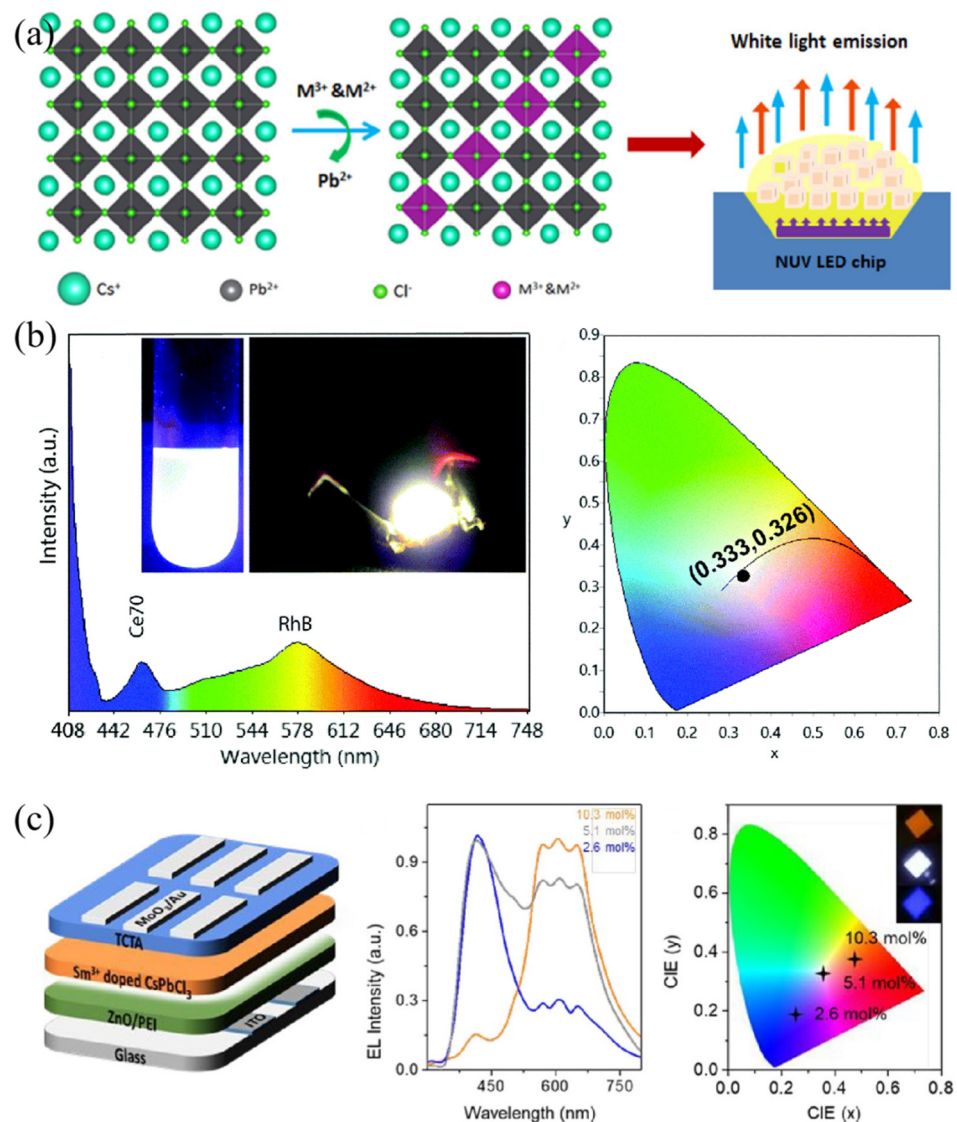 (a)
White light emission
M³⁺ &M²⁺
Pb²⁺
NUV LED chip
Cs⁺
Pb²⁺
Cl⁻
M³⁺&M²⁺
(b)
Intensity (a.u.)
Ce70
RhB
408 442 476 510 544 578 612 646 680 714 748
Wavelength (nm)
0.9
0.8
0.7
0.6
0.5
y
0.4
0.3
0.2
0.1
0.0
(0.333,0.326)
0.0 0.1 0.2 0.3 0.4 0.5 0.6 0.7 0.8
x
(c)
MoO₃/Au
TCTA
Sm³⁺ doped CsPbCl₃
ZnO/PEI
ITO
Glass
EL Intensity (a.u.)
0.9
0.6
0.3
0.0
10.3 mol%
5.1 mol%
2.6 mol%
450 600 750
Wavelength (nm)
CIE (y)
0.8
0.6
0.4
0.2
0.0
10.3 mol%
5.1 mol%
2.6 mol%
0.0 0.2 0.4 0.6 0.8
CIE (x)